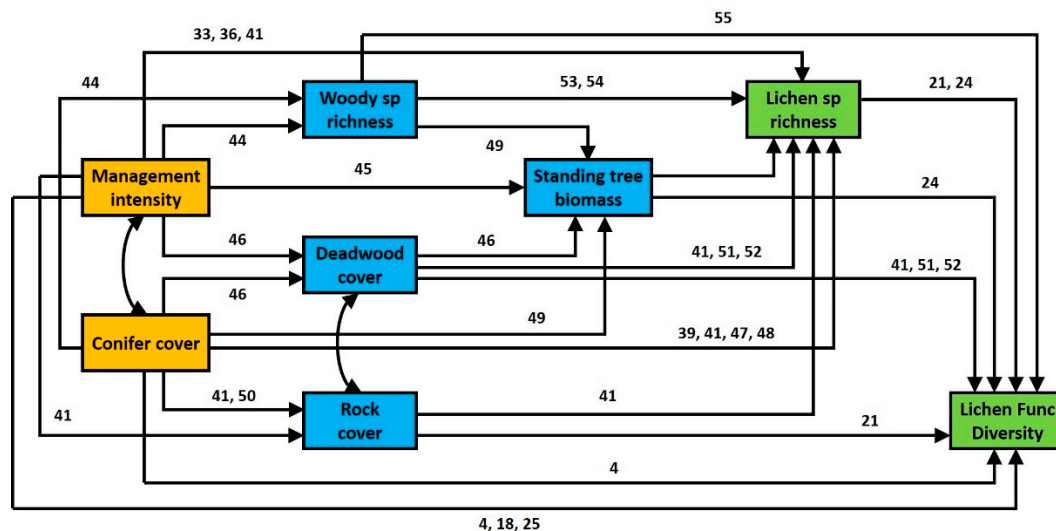 55
33, 36, 41
44
Woody sp
richness
53, 54
Lichen sp
richness
21, 24
44
49
Management
intensity
45
Standing tree
biomass
24
46
Deadwood
cover
46
41, 51, 52
41, 51, 52
46
49
Conifer cover
39, 41, 47, 48
41
41, 50
Rock
cover
41
21
Lichen Func
Diversity
4
4, 18, 25